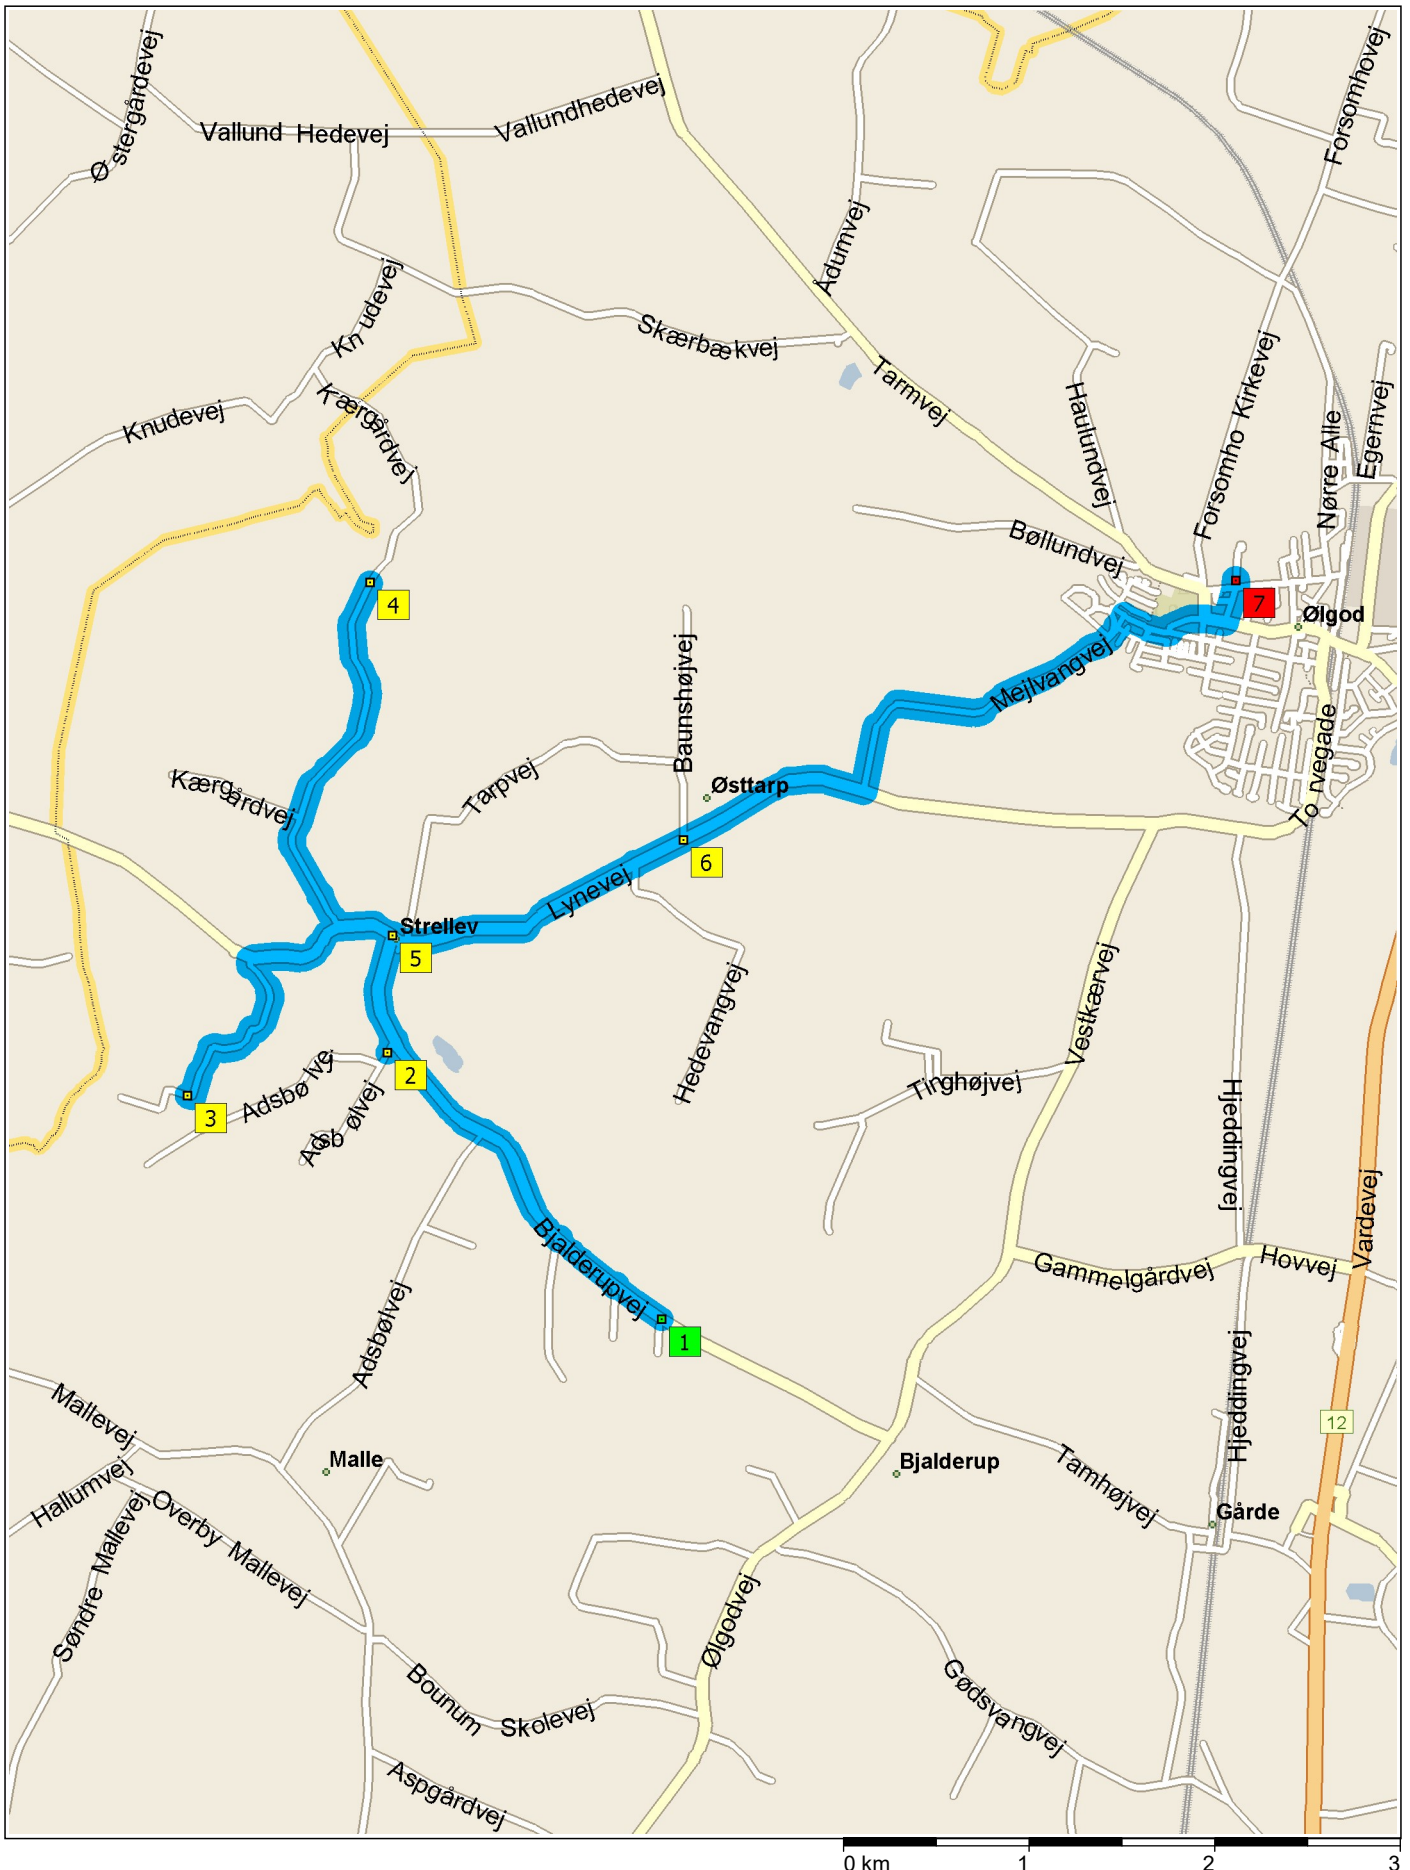 Østergårdevej
Vallund Hedevej
Vallundhedevej
Forsomhovej
Ådumvej
Knudevej
Skærbækvej
Tarmvej
Kærgårdvej
Knudevej
Haulundvej
Forsomho Kirkevej
Nørre Alle
Egernvej
Bøllundvej
4
7
Ølgod
Baunshøjvej
Mejlvangvej
Torvegade
Kærgårdvej
Tarpvej
Østtarp
6
Lynevej
Strellev
5
Hedevangvej
Vestkærvej
2
Adsbølvej
3
Adsbølvej
Tinghøjvej
Hjeddingvej
Vardevej
Bjalderupvej
Gammelgårdvej
Hovvej
1
Adsbølvej
Hjeddingvej
Mallevej
12
Malle
Bjalderup
Hallumvej
Tamhøjvej
Gårde
Søndre Mallevej
Overby Mallevej
Ølgodvej
Bounum Skolevej
Gødsvangvej
Aspgårdvej
0 km 1 2 3